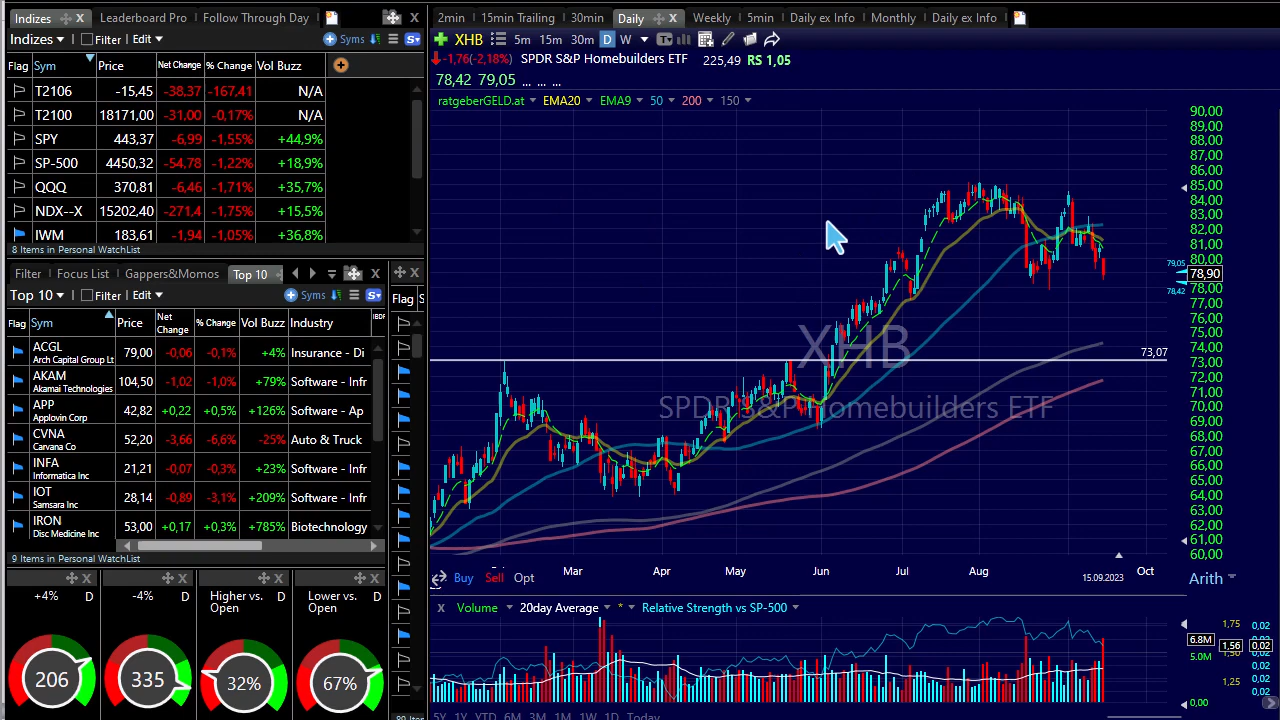 Indizes
Leaderboard Pro
Follow Through Day
Indizes
Filter
Edit
Syms
Flag Sym Price Net Change % Change Vol Buzz
T2106 -15,45 -38,37 -167,41 N/A
T2100 18171,00 -31,00 -0,17% N/A
SPY 443,37 -6,99 -1,55% +44,9%
SP-500 4450,32 -54,78 -1,22% +18,9%
QQQ 370,81 -6,46 -1,71% +35,7%
NDX--X 15202,40 -271,4 -1,75% +15,5%
IWM 183,61 -1,94 -1,05% +36,8%
8 Items in Personal WatchList
Filter Focus List Gappers&Momos Top 10
Top 10 Filter Edit Syms
Flag Sym Price Net Change % Change Vol Buzz Industry
ACGL 79,00 -0,06 -0,1% +4% Insurance - Di
Arch Capital Group Lt
AKAM 104,50 -1,02 -1,0% +79% Software - Infr
Akamai Technologies
APP 42,82 +0,22 +0,5% +126% Software - Ap
Applovin Corp
CVNA 52,20 -3,66 -6,6% -25% Auto & Truck
Carvana Co
INFA 21,21 -0,07 -0,3% +23% Software - Infr
Informatica Inc
IOT 28,14 -0,89 -3,1% +209% Software - Infr
Samsara Inc
IRON 53,00 +0,17 +0,3% +785% Biotechnology
Disc Medicine Inc
9 Items in Personal WatchList
Flag S
+4% D
206
-4% D
335
Higher vs. Open D
32%
Lower vs. Open D
67%
2min 15min Trailing 30min Daily Weekly 5min Daily ex Info Monthly Daily ex Info
XHB 5m 15m 30m D W
-1,76(-2,18%) SPDR S&P Homebuilders ETF 225,49 RS 1,05
78,42 79,05 ... ... ...
ratgeberGELD.at EMA20 EMA9 50 200 150
90,00
89,00
88,00
87,00
86,00
85,00
84,00
83,00
82,00
81,00
80,00
79,05
78,90
78,42
78,00
77,00
76,00
75,00
74,00
73,07
73,00
72,00
71,00
70,00
69,00
68,00
67,00
66,00
65,00
64,00
63,00
62,00
61,00
60,00
XHB
SPDR S&P Homebuilders ETF
Mar Apr May Jun Jul Aug 15.09.2023 Oct
Buy Sell Opt
Arith
X Volume 20day Average * Relative Strength vs SP-500
6.8M
5.0M
0.00
1,75
1,56
1,25
0,02
0,02
0,02
0,02
0,01
5Y 1Y YTD 6M 3M 1M 1W 1D Today